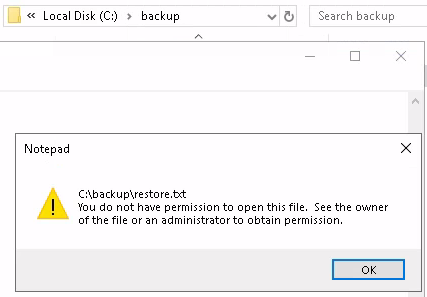 « Local Disk (C:) › backup
Search backup
Notepad
C:\backup\restore.txt
You do not have permission to open this file. See the owner
of the file or an administrator to obtain permission.
OK